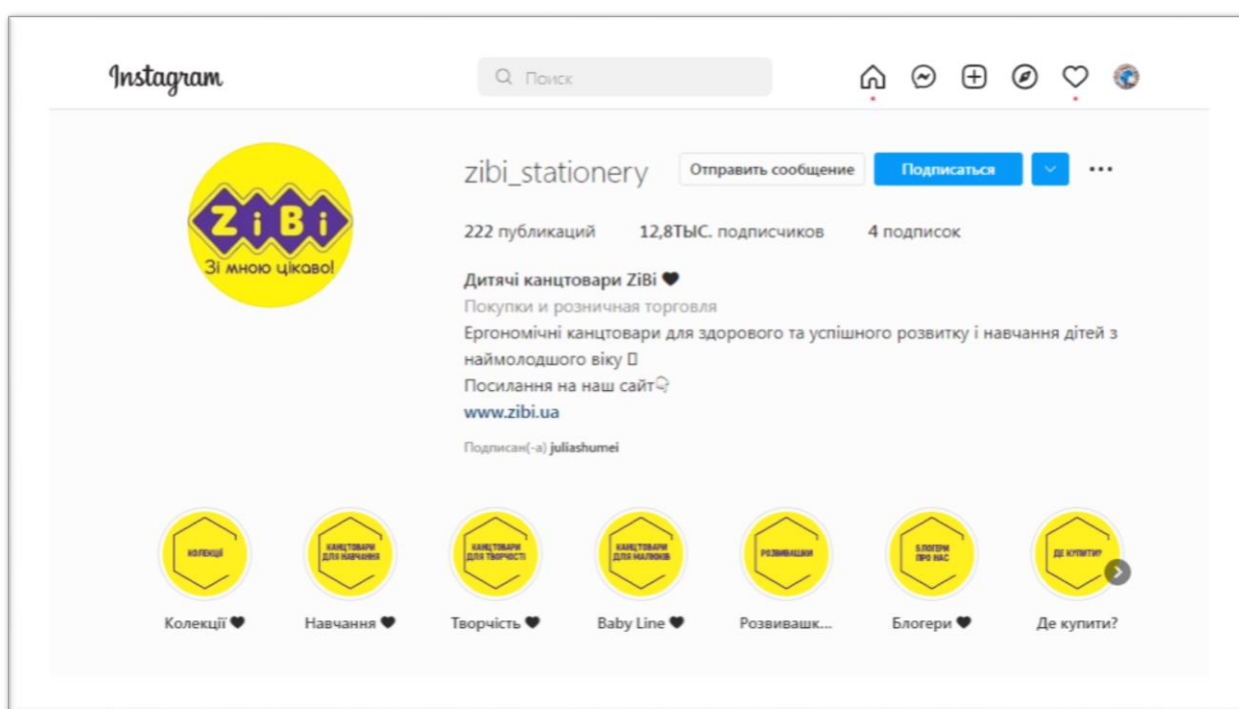 Instagram
Поиск
ZiBi
Зі мною цікаво!
zibi_stationery Отправить сообщение Подписаться
222 публикаций 12,8ТЫС. подписчиков 4 подписок
Дитячі канцтовари ZiBi 🖤
Покупки и розничная торговля
Ергономічні канцтовари для здорового та успішного розвитку і навчання дітей з
наймолодшого віку
Посилання на наш сайт👇
www.zibi.ua
Подписан(-а) juliashumei
КОЛЕКЦІЇ
КАНЦТОВАРИ
ДЛЯ НАВЧАННЯ
КАНЦТОВАРИ
ДЛЯ ТВОРЧОСТІ
КАНЦТОВАРИ
ДЛЯ МАЛЮКІВ
РОЗВИВАШКИ
БЛОГЕРИ
ПРО НАС
ДЕ КУПИТИ?
Колекції 🖤 Навчання 🖤 Творчість 🖤 Baby Line 🖤 Розвивашк... Блогери 🖤 Де купити?